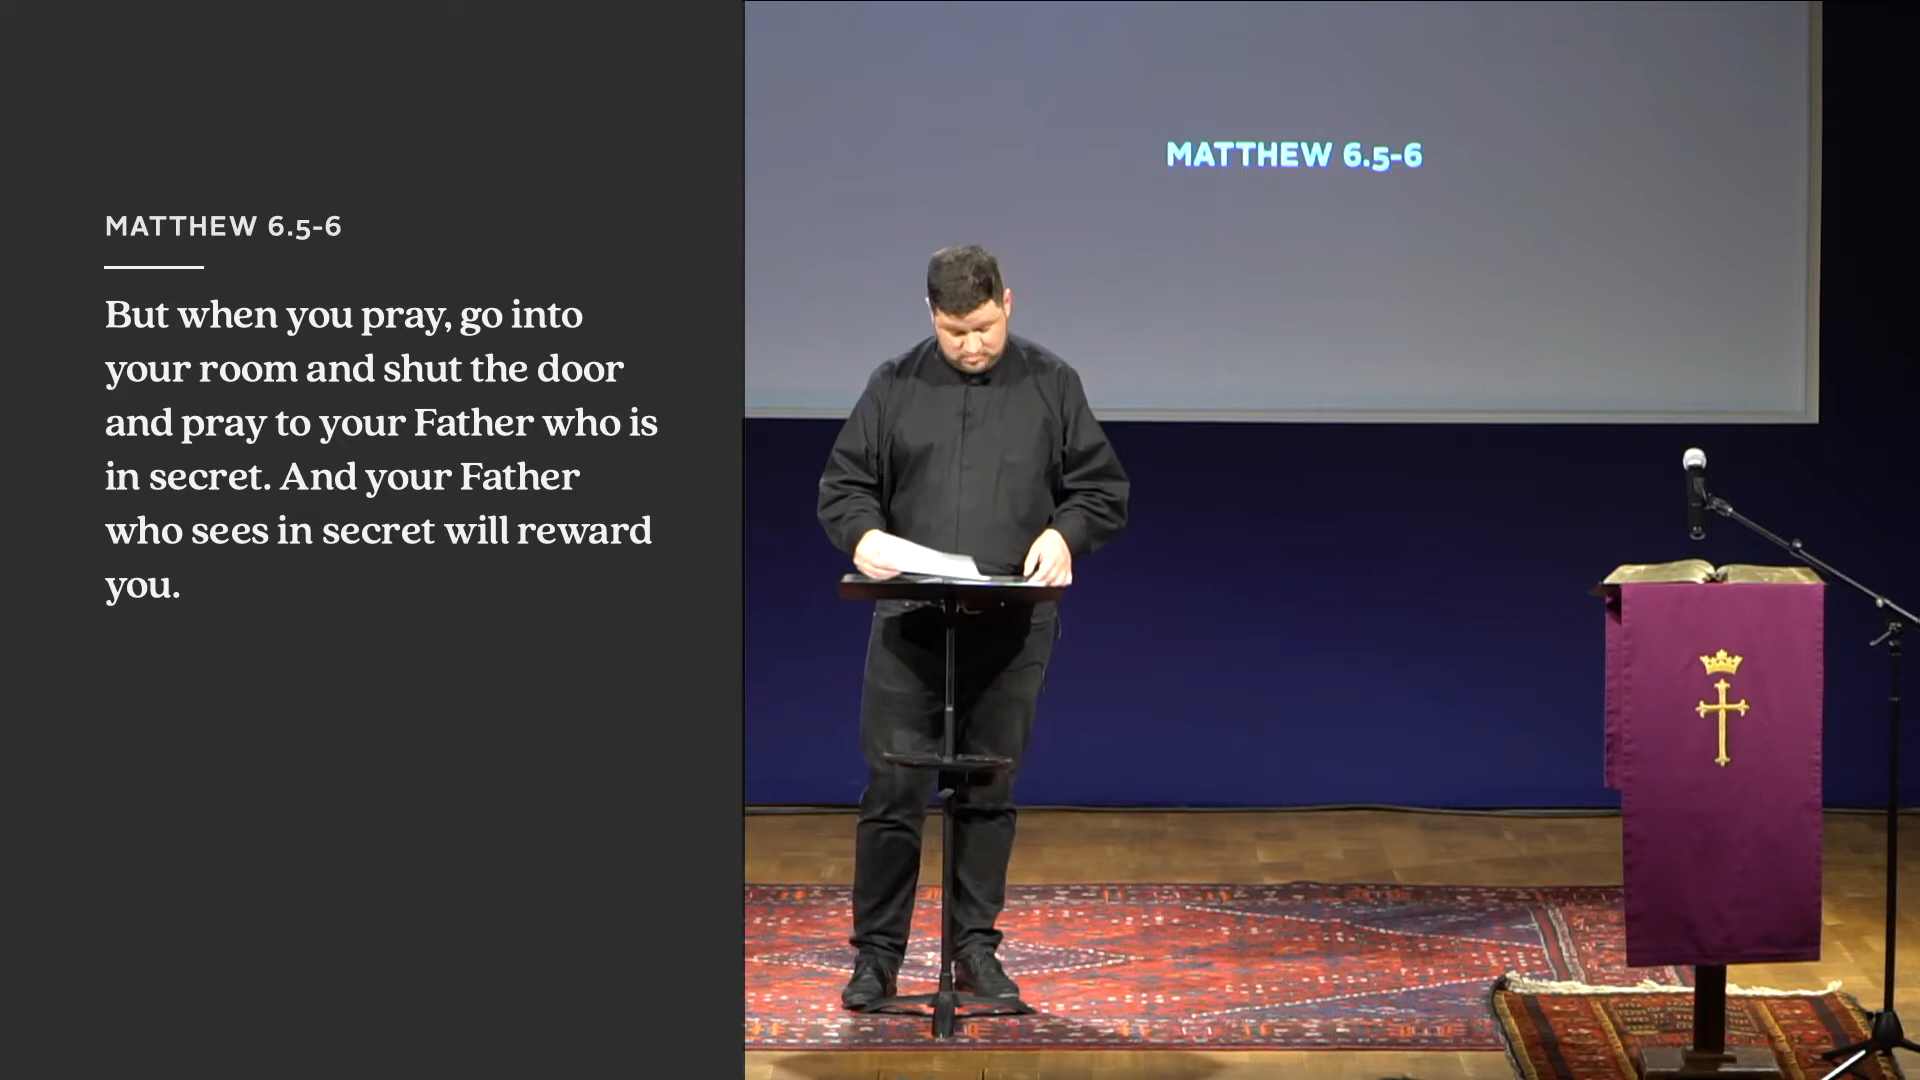 MATTHEW 6.5-6
But when you pray, go into
your room and shut the door
and pray to your Father who is
in secret. And your Father
who sees in secret will reward
you.
MATTHEW 6.5-6